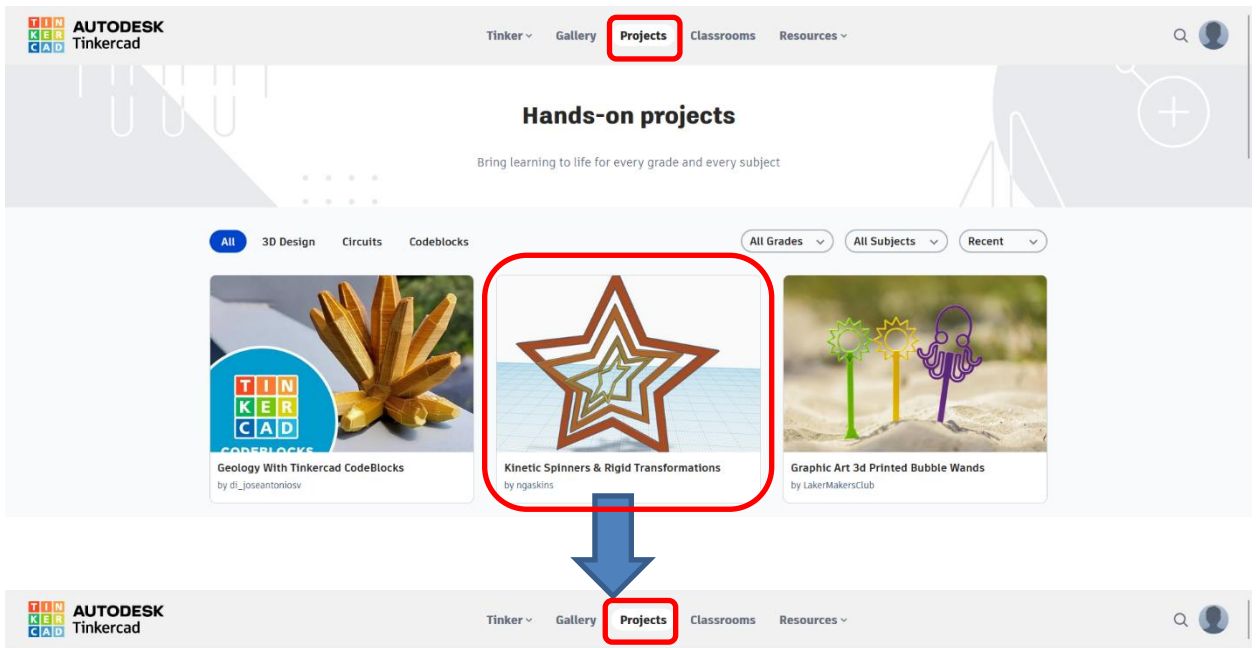 TIN
KER
CAD
AUTODESK
Tinkercad
Tinker Gallery Projects Classrooms Resources
Hands-on projects
Bring learning to life for every grade and every subject
All 3D Design Circuits Codeblocks
All Grades All Subjects Recent
TIN
KER
CAD
CODEBLOCKS
Geology With Tinkercad CodeBlocks
by di_joseantoniosv
Kinetic Spinners & Rigid Transformations
by ngaskins
Graphic Art 3d Printed Bubble Wands
by LakerMakersClub
TIN
KER
CAD
AUTODESK
Tinkercad
Tinker Gallery Projects Classrooms Resources